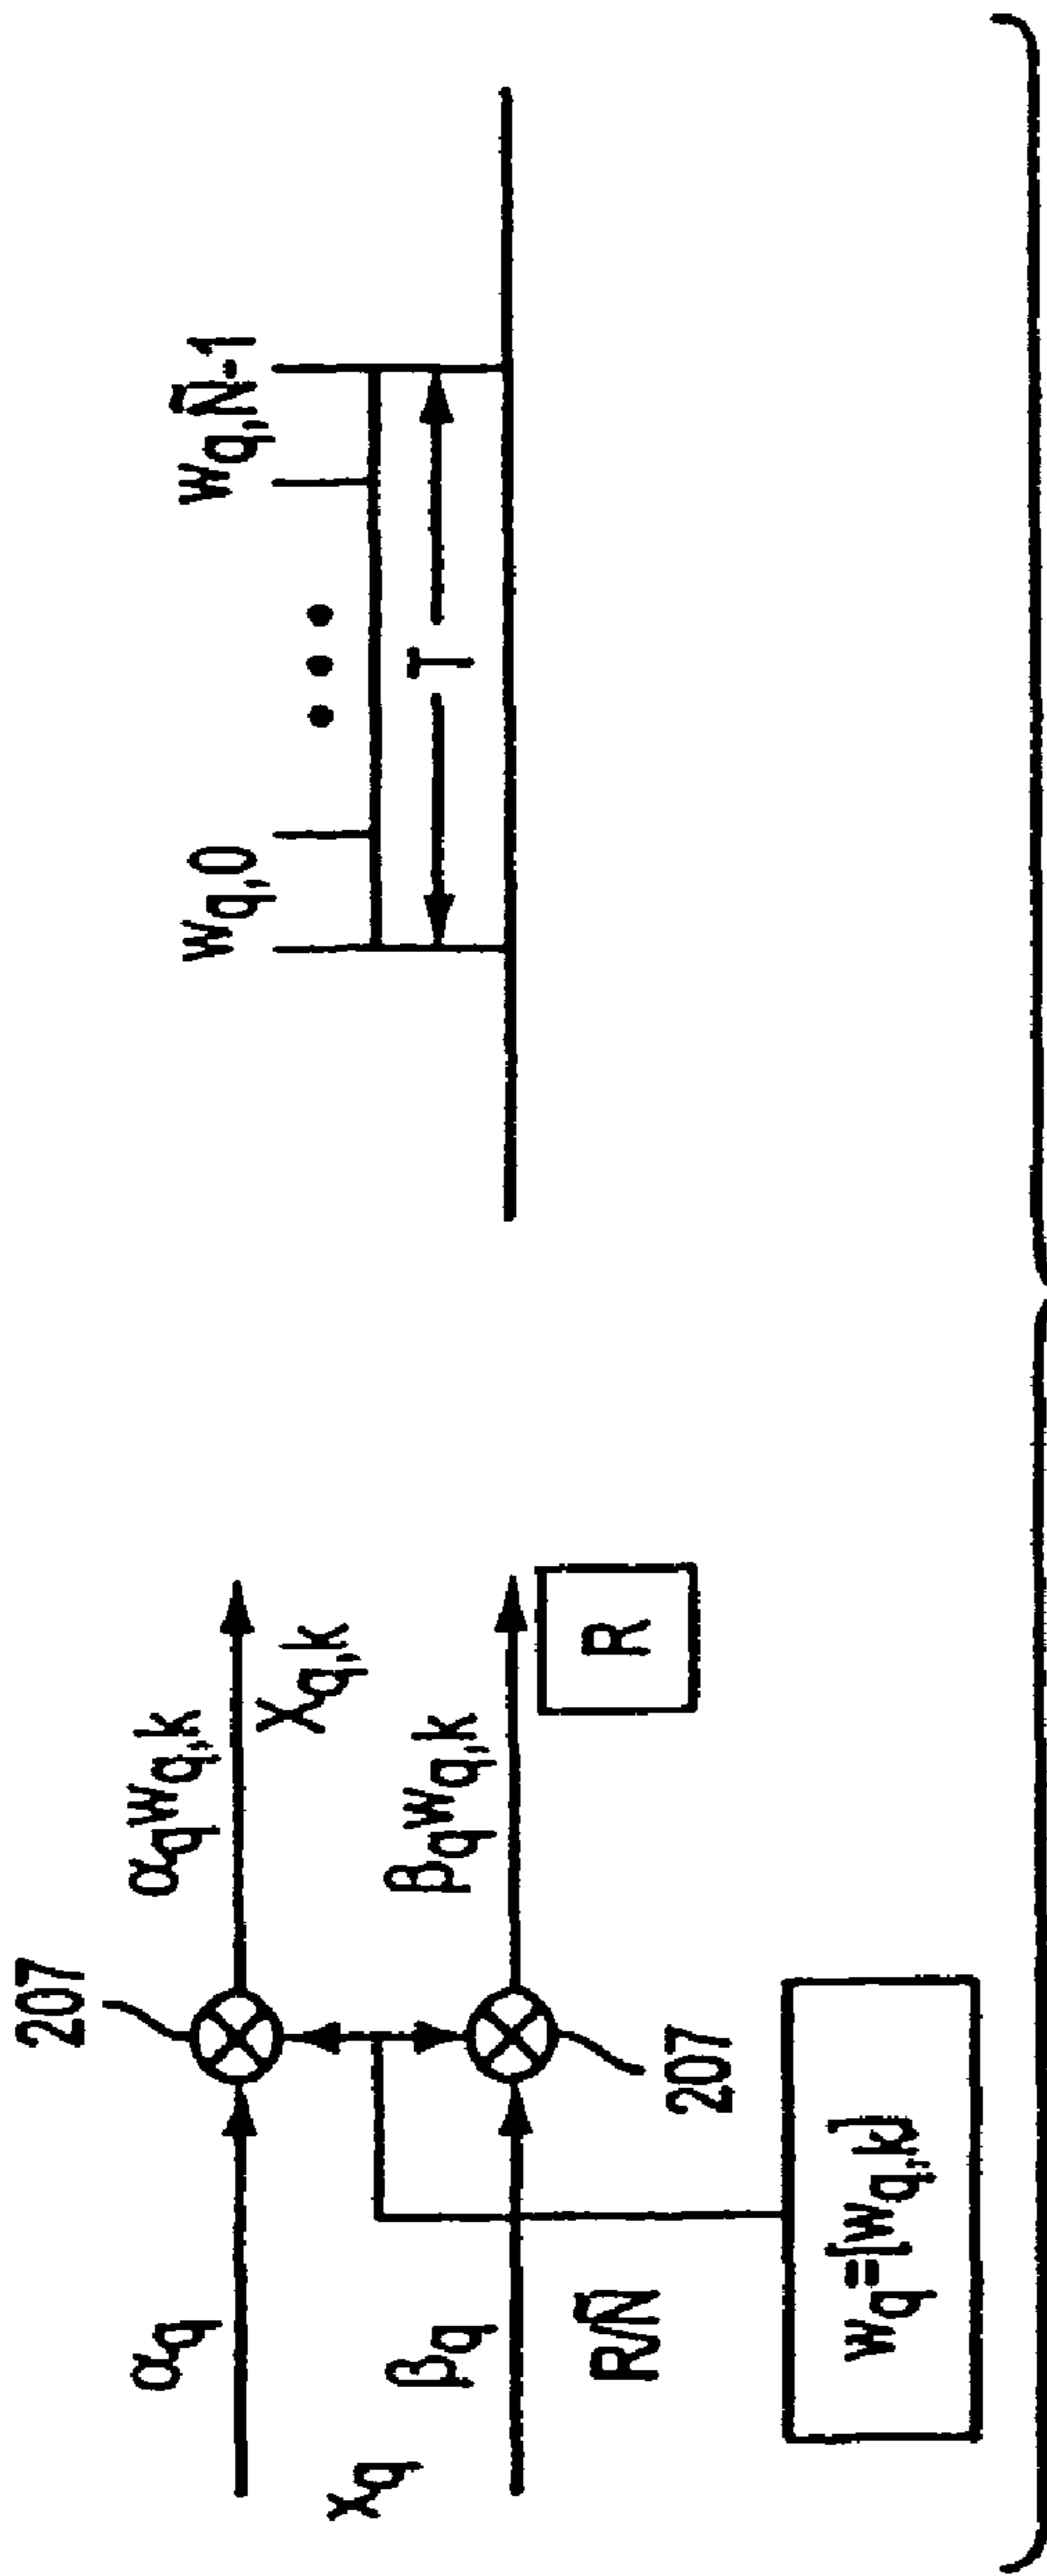 207
α_q
α_q w_q,k
X_q,k
x_q
β_q
β_q w_q,k
R/Ñ
207
R
w_q=[w_q,k]
w_q,0
w_q,Ñ-1
• • •
T